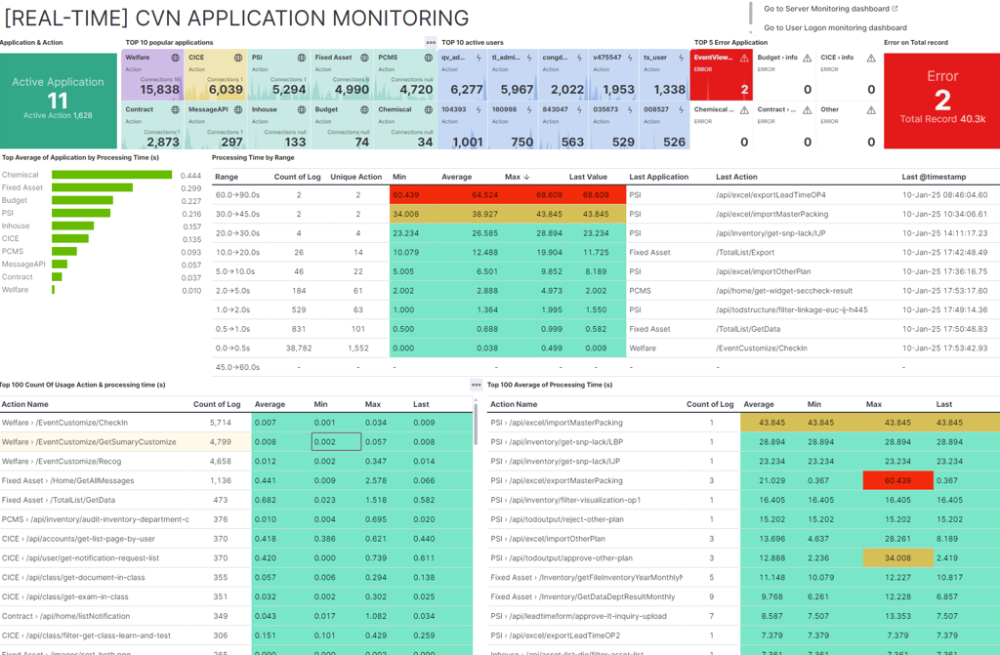 [REAL-TIME] CVN APPLICATION MONITORING
Go to Server Monitoring dashboard
Go to User Logon monitoring dashboard
Application & Action
TOP 10 popular applications
TOP 10 active users
TOP 5 Error Application
Error on Total record
Active Application
11
Active Action 1,628
Welfare
Action
Connections 16
15,838
CICE
Action
Connections 1
6,039
PSI
Action
Connections 1
5,294
Fixed Asset
Action
Connections 0
4,990
PCMS
Action
Connections null
4,720
Contract
Action
Connections 1
2,873
MessageAPI
Action
Connections null
297
Inhouse
Action
Connections null
133
Budget
Action
Connections null
74
Chemiscal
Action
Connections null
34
qv_ad...
Action
6,277
tl_admi...
Action
5,967
congd...
Action
2,022
v475547
Action
1,953
ts_user
Action
1,338
104393
Action
1,001
160998
Action
750
843047
Action
563
035673
Action
529
008527
Action
526
EventView...
ERROR
2
Budget › info
ERROR
0
CICE › info
ERROR
0
Chemiscal ...
ERROR
0
Contract › ...
ERROR
0
Other
ERROR
0
Error
2
Total Record 40.3k
Top Average of Application by Processing Time (s)
Chemiscal 0.444
Fixed Asset 0.299
Budget 0.227
PSI 0.216
Inhouse 0.157
CICE 0.135
PCMS 0.093
MessageAPI 0.057
Contract 0.037
Welfare 0.010
Processing Time by Range
Range Count of Log Unique Action Min Average Max ↓ Last Value Last Application Last Action Last @timestamp
60.0→90.0s 2 2 60.439 64.524 68.609 68.609 PSI /api/excel/exportLeadTimeOP4 10-Jan-25 08:46:04.60
30.0→45.0s 2 2 34.008 38.927 43.845 43.845 PSI /api/excel/importMasterPacking 10-Jan-25 10:34:06.61
20.0→30.0s 4 4 23.234 26.585 28.894 23.234 PSI /api/inventory/get-snp-lack/IJP 10-Jan-25 14:11:17.23
10.0→20.0s 26 14 10.079 12.488 19.904 11.725 Fixed Asset /TotalList/Export 10-Jan-25 17:42:48.49
5.0→10.0s 46 22 5.005 6.501 9.852 8.189 PSI /api/excel/importOtherPlan 10-Jan-25 17:36:16.75
2.0→5.0s 184 61 2.002 2.888 4.973 2.002 PCMS /api/home/get-widget-seccheck-result 10-Jan-25 17:53:17.60
1.0→2.0s 529 63 1.000 1.364 1.995 1.550 PSI /api/todstructure/filter-linkage-euc-ij-h445 10-Jan-25 17:49:14.36
0.5→1.0s 831 101 0.500 0.688 0.999 0.582 Fixed Asset /TotalList/GetData 10-Jan-25 17:50:48.83
0.0→0.5s 38,782 1,552 0.000 0.038 0.499 0.009 Welfare /EventCustomize/CheckIn 10-Jan-25 17:53:42.93
45.0→60.0s - - - - - - - - -
Top 100 Count Of Usage Action & processing time (s)
Action Name Count of Log Average Min Max Last
Welfare › /EventCustomize/CheckIn 5,714 0.007 0.001 0.034 0.009
Welfare › /EventCustomize/GetSumaryCustomize 4,799 0.008 0.002 0.057 0.008
Welfare › /EventCustomize/Recog 4,658 0.012 0.002 0.347 0.014
Fixed Asset › /Home/GetAllMessages 1,136 0.441 0.009 2.578 0.066
Fixed Asset › /TotalList/GetData 473 0.682 0.023 1.518 0.582
PCMS › /api/inventory/audit-inventory-department-c 376 0.010 0.004 0.695 0.020
CICE › /api/accounts/get-list-page-by-user 370 0.418 0.386 0.621 0.440
CICE › /api/user/get-notification-request-list 370 0.420 0.000 0.739 0.611
CICE › /api/class/get-document-in-class 355 0.057 0.006 0.294 0.138
CICE › /api/class/get-exam-in-class 351 0.032 0.002 0.302 0.025
Contract › /api/home/listNotification 349 0.043 0.017 1.082 0.034
CICE › /api/class/filter-get-class-learn-and-test 306 0.151 0.101 0.429 0.259
Top 100 Average of Processing Time (s)
Action Name Count of Log Average Min Max Last
PSI › /api/excel/importMasterPacking 1 43.845 43.845 43.845 43.845
PSI › /api/inventory/get-snp-lack/LBP 1 28.894 28.894 28.894 28.894
PSI › /api/inventory/get-snp-lack/IJP 1 23.234 23.234 23.234 23.234
PSI › /api/excel/exportMasterPacking 3 21.029 0.367 60.439 0.367
PSI › /api/inventory/filter-visualization-op1 1 16.405 16.405 16.405 16.405
PSI › /api/todoutput/reject-other-plan 1 15.202 15.202 15.202 15.202
PSI › /api/excel/importOtherPlan 3 13.696 4.637 28.261 8.189
PSI › /api/todoutput/approve-other-plan 3 12.888 2.236 34.008 2.419
Fixed Asset › /Inventory/getFileInventoryYearMonthlyN 5 11.148 10.079 12.227 10.817
Fixed Asset › /Inventory/GetDataDeptResultMonthly 9 9.768 6.261 12.228 6.857
PSI › /api/leadtimeform/approve-lt-inquiry-upload 7 8.587 7.507 13.353 7.507
PSI › /api/excel/exportLeadTimeOP2 1 7.379 7.379 7.379 7.379